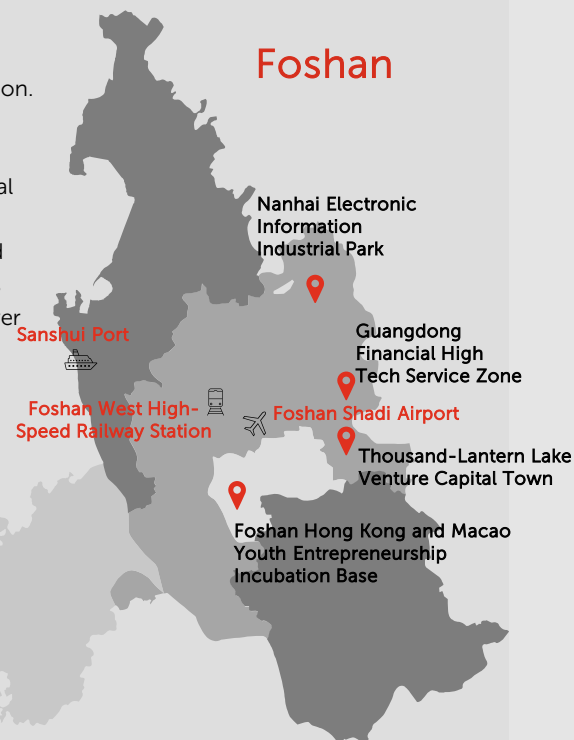 Foshan
on.
al
d
er
Nanhai Electronic
Information
Industrial Park
Sanshui Port
Guangdong
Financial High
Tech Service Zone
Foshan West High-
Speed Railway Station
Foshan Shadi Airport
Thousand-Lantern Lake
Venture Capital Town
Foshan Hong Kong and Macao
Youth Entrepreneurship
Incubation Base